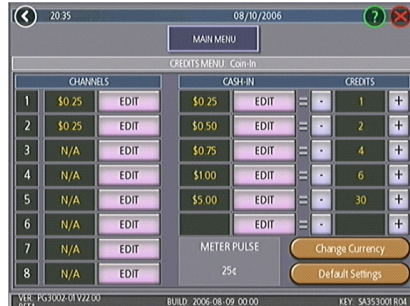 20:35 08/10/2006 ?
MAIN MENU
CREDITS MENU: Coin-In
CHANNELS CASH-IN CREDITS
1 $0.25 EDIT $0.25 EDIT = - 1 +
2 $0.25 EDIT $0.50 EDIT = - 2 +
3 N/A EDIT $0.75 EDIT = - 4 +
4 N/A EDIT $1.00 EDIT = - 6 +
5 N/A EDIT $5.00 EDIT = - 30 +
6 N/A EDIT EDIT = - +
7 N/A EDIT METER PULSE Change Currency
8 N/A EDIT 25¢ Default Settings
VER: PG3002-01 V22.00 BUILD: 2006-08-09 00:00 KEY: SA353001R04
BETA